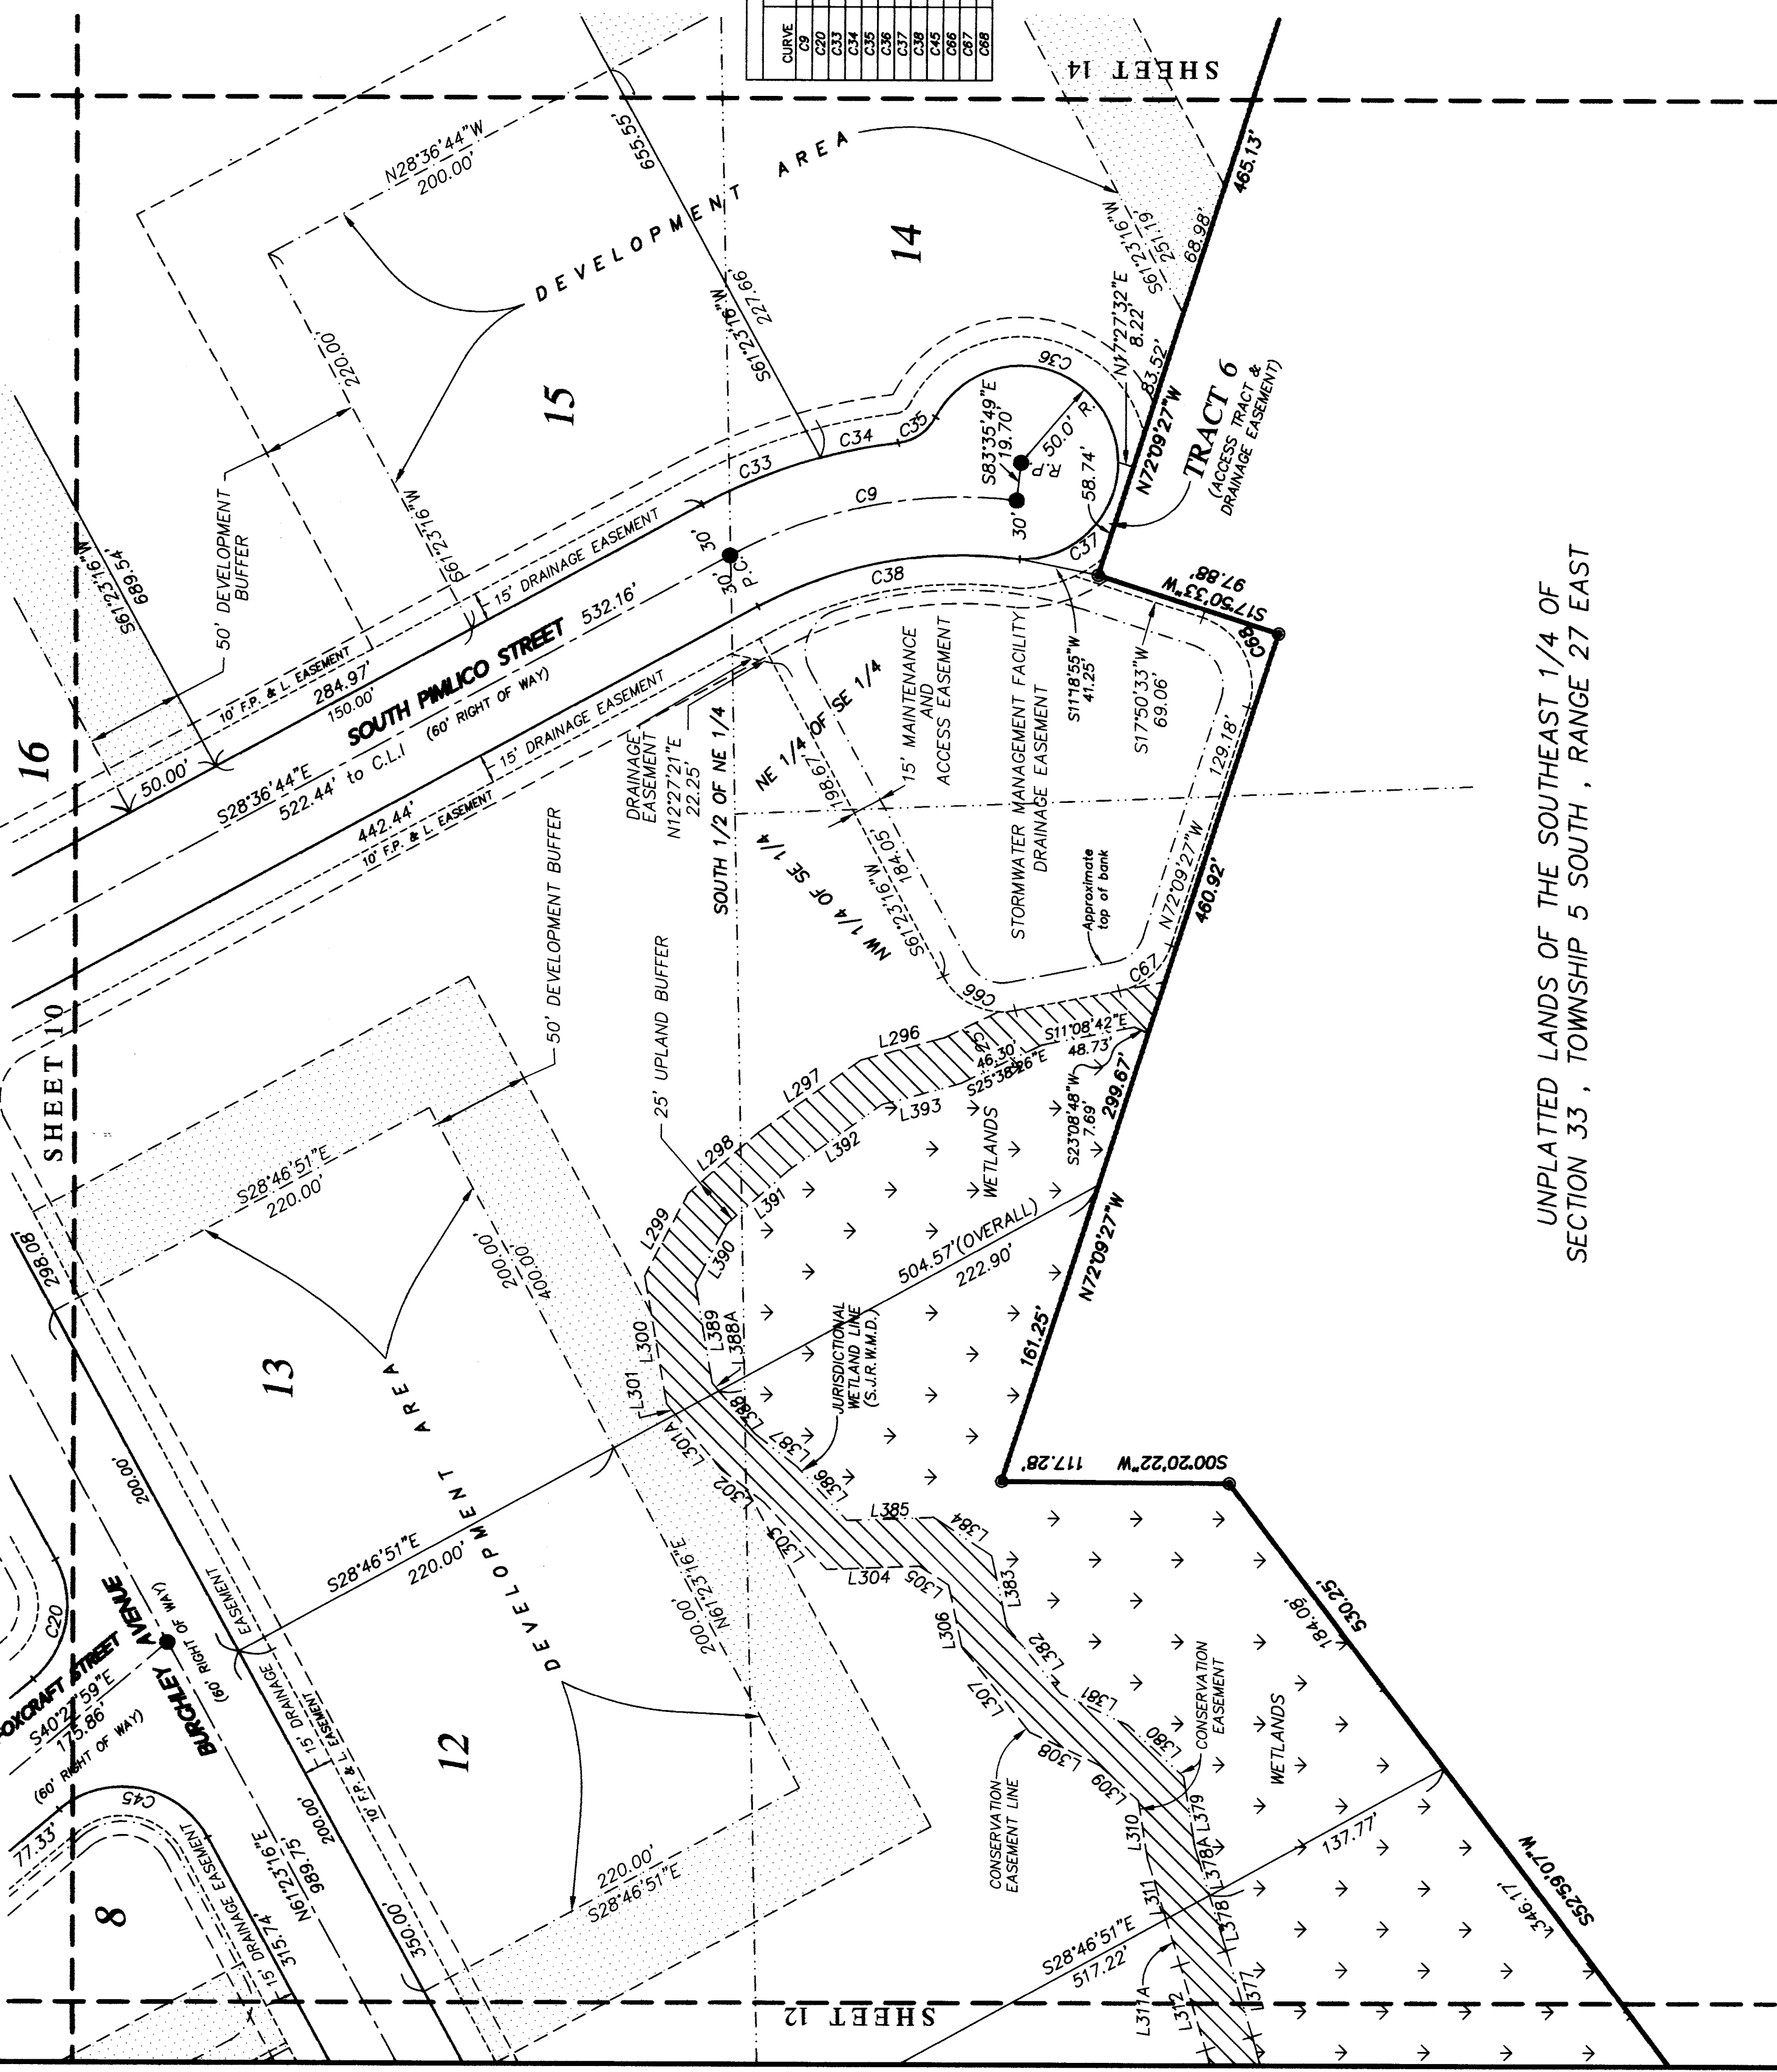 CURVE
C9
C20
C33
C34
C35
C36
C37
C38
C45
C66
C67
C68
SHEET 14
SHEET 10
SHEET 12
16
S61°23'16"W
689.54'
50' DEVELOPMENT
BUFFER
220.00'
S61°23'16"W
N28°36'44"W
200.00'
655.55'
S61°23'16"W
227.66'
DEVELOPMENT AREA
15
14
50.00'
10' F.P. & L. EASEMENT
284.97'
150.00'
SOUTH PIMLICO STREET
532.16'
(60' RIGHT OF WAY)
S28°36'44"E
522.44' to C.L.I
15' DRAINAGE EASEMENT
442.44'
10' F.P. & L. EASEMENT
15' DRAINAGE EASEMENT
30'
30'
P.C.
C33
C34
C35
C36
C9
S83°35'49"E
19.70'
R.P.
50.0' R.
30'
58.74'
C37
C38
N17°27'32"E
8.22'
S61°23'16"W
251.19'
68.98'
465.13'
83.52'
N72°09'27"W
TRACT 6
(ACCESS TRACT &
DRAINAGE EASEMENT)
S17°50'33"W
97.88'
C68
S11°18'55"W
41.25'
S17°50'33"W
69.06'
DRAINAGE
EASEMENT
N12°27'21"E
22.25'
SOUTH 1/2 OF NE 1/4
NE 1/4 OF SE 1/4
NW 1/4 OF SE 1/4
198.67'
S61°23'16"W
184.05'
15' MAINTENANCE
AND
ACCESS EASEMENT
STORMWATER MANAGEMENT FACILITY
DRAINAGE EASEMENT
Approximate
top of bank
129.18'
N72°09'27"W
460.92'
C66
C67
50' DEVELOPMENT BUFFER
25' UPLAND BUFFER
L296
L297
L298
L299
L300
L301
L301A
L302
L303
L304
L305
L306
L307
L308
L309
L310
L311
L311A
L312
25'
46.30'
S25°38'26"E
S11°08'42"E
48.73'
S23°08'48"W
7.69'
299.67'
L393
L392
L391
L390
L389
L388A
L388
L387
L386
L385
L384
L383
L382
L381
L380
L379
L378A
L378
L377
WETLANDS
504.57'(OVERALL)
222.90'
JURISDICTIONAL
WETLAND LINE
(S.J.R.W.M.D.)
N72°09'27"W
161.25'
S00°20'22"W 117.28'
530.25'
184.08'
S52°59'07"W
346.17'
CONSERVATION
EASEMENT
CONSERVATION
EASEMENT LINE
WETLANDS
137.77'
S28°46'51"E
517.22'
298.08'
S28°46'51"E
220.00'
200.00'
400.00'
13
DEVELOPMENT AREA
200.00'
S28°46'51"E
220.00'
12
200.00'
N61°23'16"E
220.00'
S28°46'51"E
C20
FOXCRAFT STREET
S40°27'59"E
175.86'
(60' RIGHT OF WAY)
BURGHLEY AVENUE
(60' RIGHT OF WAY)
77.33'
C45
8
15' DRAINAGE EASEMENT
315.74'
N61°23'16"E
989.75'
200.00'
350.00'
15' DRAINAGE EASEMENT
10' F.P. & L. EASEMENT
UNPLATTED LANDS OF THE SOUTHEAST 1/4 OF
SECTION 33 , TOWNSHIP 5 SOUTH , RANGE 27 EAST